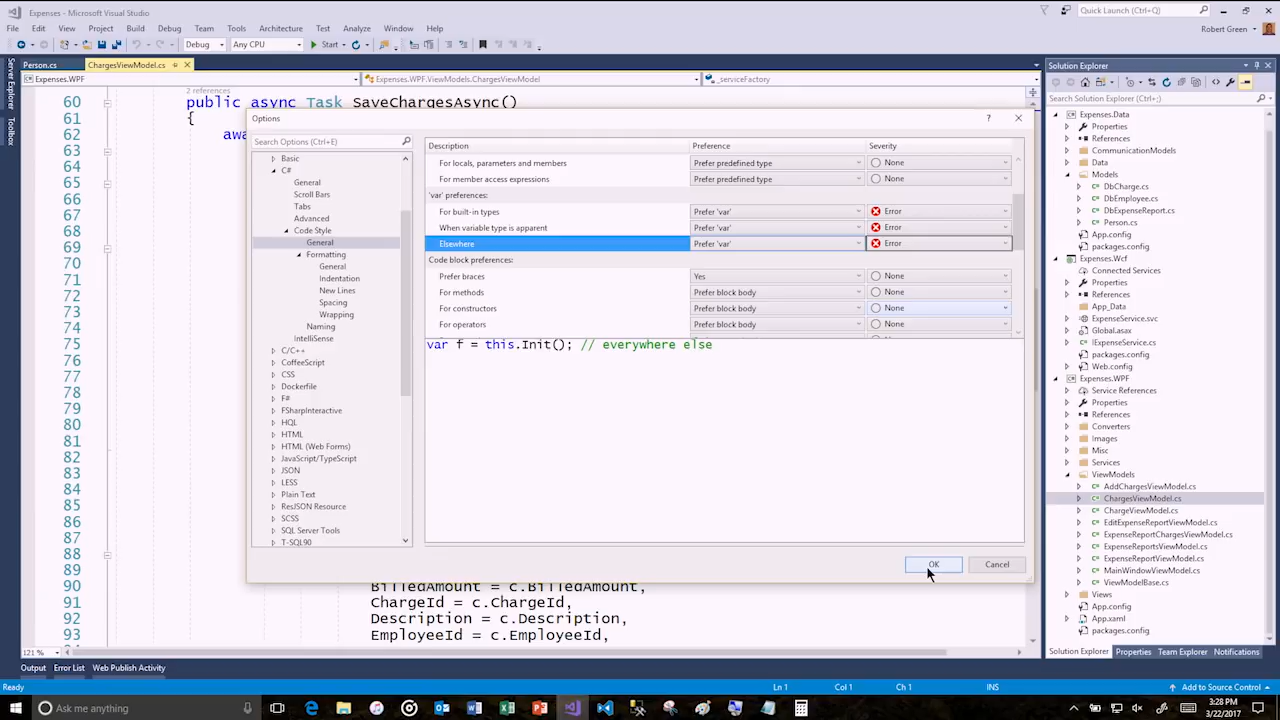 Expenses - Microsoft Visual Studio
Quick Launch (Ctrl+Q)
File Edit View Project Build Debug Team Tools Test Analyze Window Help
Robert Green
Debug Any CPU Start
Server Explorer
Toolbox
Person.cs ChargesViewModel.cs
Expenses.WPF Expenses.WPF.ViewModels.ChargesViewModel _serviceFactory
2 references
60 public async Task SaveChargesAsync()
61 {
62 awa
63
64
65
66
67
68
69
70
71
72
73
74
75
76
77
78
79
80
81
82
83
84
85
86
87
88
90 BilledAmount = c.BilledAmount,
91 ChargeId = c.ChargeId,
92 Description = c.Description,
93 EmployeeId = c.EmployeeId,
121 %
Options
Search Options (Ctrl+E)
Basic
C#
General
Scroll Bars
Tabs
Advanced
Code Style
General
Formatting
General
Indentation
New Lines
Spacing
Wrapping
Naming
IntelliSense
C/C++
CoffeeScript
CSS
Dockerfile
F#
FSharpInteractive
HQL
HTML
HTML (Web Forms)
JavaScript/TypeScript
JSON
LESS
Plain Text
ResJSON Resource
SCSS
SQL Server Tools
T-SQL90
Description Preference Severity
For locals, parameters and members Prefer predefined type None
For member access expressions Prefer predefined type None
'var' preferences:
For built-in types Prefer 'var' Error
When variable type is apparent Prefer 'var' Error
Elsewhere Prefer 'var' Error
Code block preferences:
Prefer braces Yes None
For methods Prefer block body None
For constructors Prefer block body None
For operators Prefer block body None
var f = this.Init(); // everywhere else
OK Cancel
Solution Explorer
Search Solution Explorer (Ctrl+;)
Expenses.Data
Properties
References
CommunicationModels
Data
Models
DbCharge.cs
DbEmployee.cs
DbExpenseReport.cs
Person.cs
App.config
packages.config
Expenses.Wcf
Connected Services
Properties
References
App_Data
ExpenseService.svc
Global.asax
IExpenseService.cs
packages.config
Web.config
Expenses.WPF
Service References
Properties
References
Converters
Images
Misc
Services
ViewModels
AddChargesViewModel.cs
ChargesViewModel.cs
ChargeViewModel.cs
EditExpenseReportViewModel.cs
ExpenseReportChargesViewModel.cs
ExpenseReportsViewModel.cs
ExpenseReportViewModel.cs
MainWindowViewModel.cs
ViewModelBase.cs
Views
App.config
App.xaml
packages.config
Solution Explorer Properties Team Explorer Notifications
Output Error List Web Publish Activity
Ready Ln 1 Col 1 Ch 1 INS Add to Source Control
Ask me anything
3:28 PM
3/22/2017